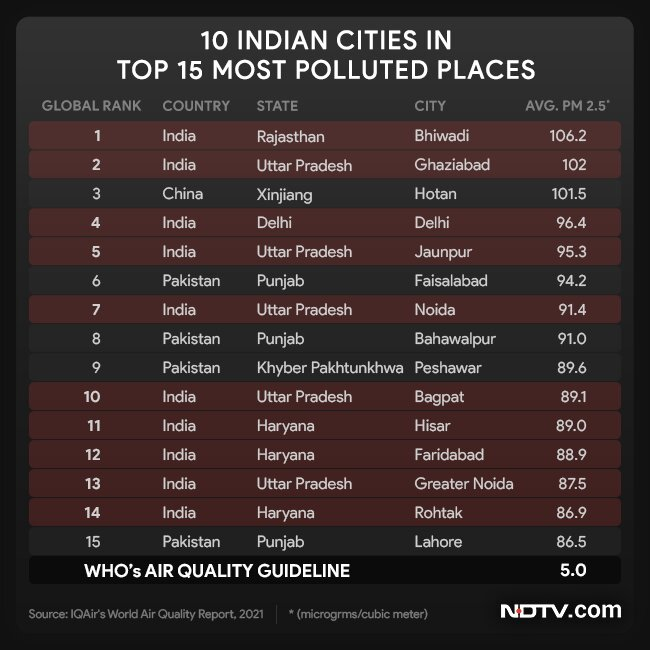 10 INDIAN CITIES IN
TOP 15 MOST POLLUTED PLACES
GLOBAL RANK COUNTRY STATE CITY AVG. PM 2.5*
1 India Rajasthan Bhiwadi 106.2
2 India Uttar Pradesh Ghaziabad 102
3 China Xinjiang Hotan 101.5
4 India Delhi Delhi 96.4
5 India Uttar Pradesh Jaunpur 95.3
6 Pakistan Punjab Faisalabad 94.2
7 India Uttar Pradesh Noida 91.4
8 Pakistan Punjab Bahawalpur 91.0
9 Pakistan Khyber Pakhtunkhwa Peshawar 89.6
10 India Uttar Pradesh Bagpat 89.1
11 India Haryana Hisar 89.0
12 India Haryana Faridabad 88.9
13 India Uttar Pradesh Greater Noida 87.5
14 India Haryana Rohtak 86.9
15 Pakistan Punjab Lahore 86.5
WHO's AIR QUALITY GUIDELINE 5.0
Source: IQAir's World Air Quality Report, 2021 | * (microgrms/cubic meter) NDTV.com